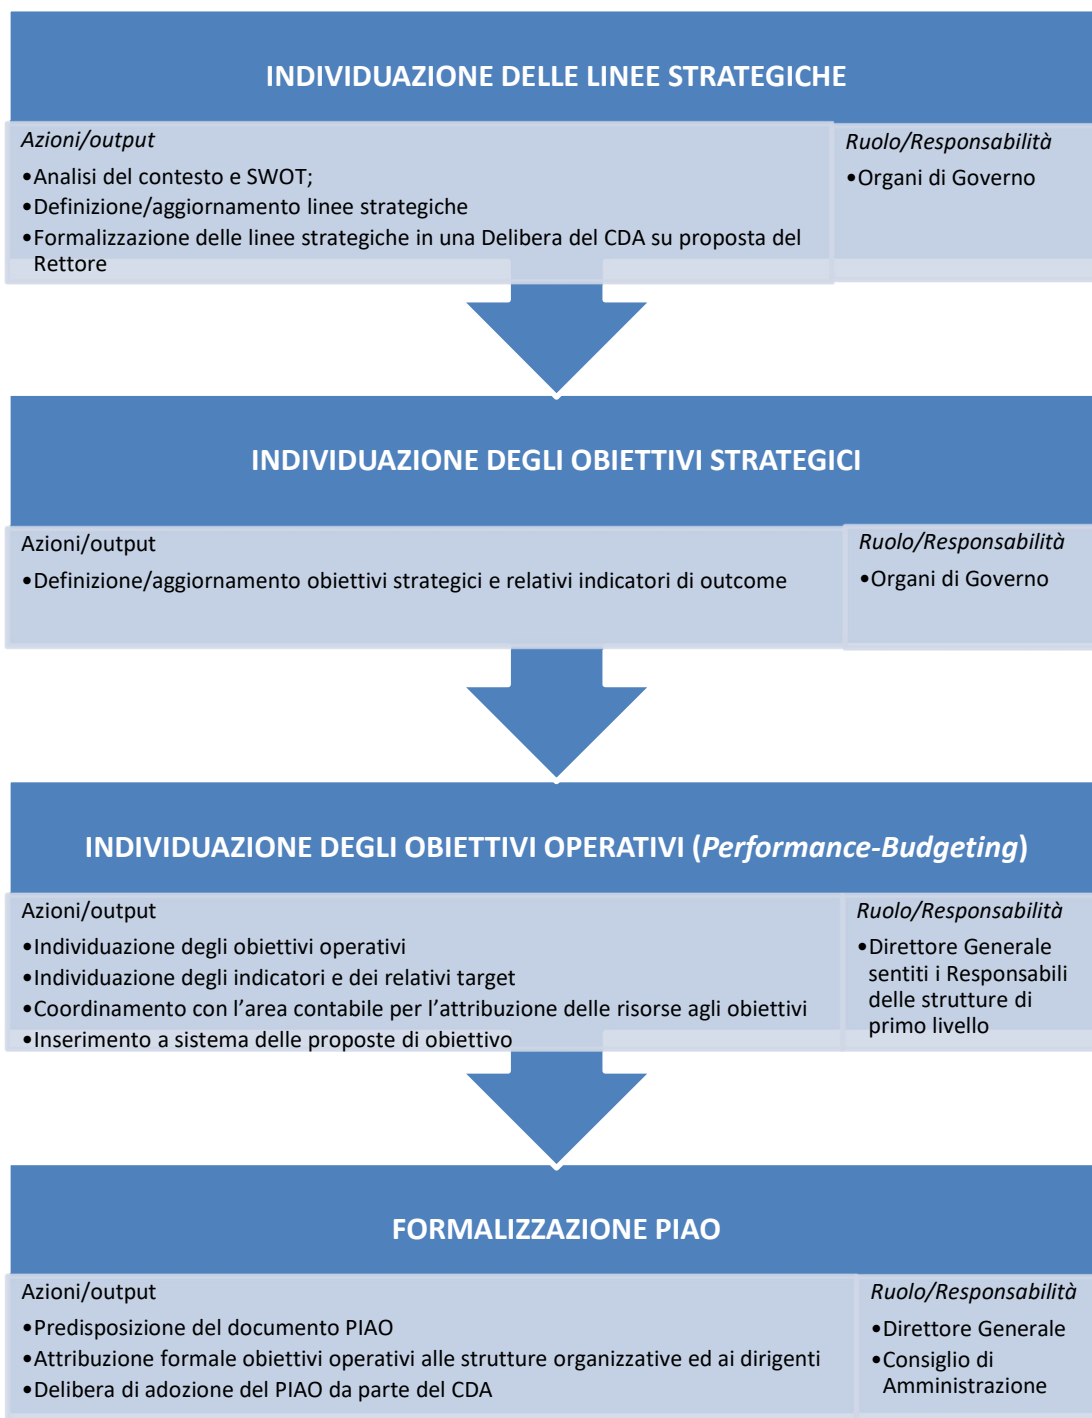 INDIVIDUAZIONE DELLE LINEE STRATEGICHE
Azioni/output
•Analisi del contesto e SWOT;
•Definizione/aggiornamento linee strategiche
•Formalizzazione delle linee strategiche in una Delibera del CDA su proposta del
Rettore
Ruolo/Responsabilità
•Organi di Governo
INDIVIDUAZIONE DEGLI OBIETTIVI STRATEGICI
Azioni/output
•Definizione/aggiornamento obiettivi strategici e relativi indicatori di outcome
Ruolo/Responsabilità
•Organi di Governo
INDIVIDUAZIONE DEGLI OBIETTIVI OPERATIVI (Performance-Budgeting)
Azioni/output
•Individuazione degli obiettivi operativi
•Individuazione degli indicatori e dei relativi target
•Coordinamento con l’area contabile per l’attribuzione delle risorse agli obiettivi
•Inserimento a sistema delle proposte di obiettivo
Ruolo/Responsabilità
•Direttore Generale
sentiti i Responsabili
delle strutture di
primo livello
FORMALIZZAZIONE PIAO
Azioni/output
•Predisposizione del documento PIAO
•Attribuzione formale obiettivi operativi alle strutture organizzative ed ai dirigenti
•Delibera di adozione del PIAO da parte del CDA
Ruolo/Responsabilità
•Direttore Generale
•Consiglio di
Amministrazione